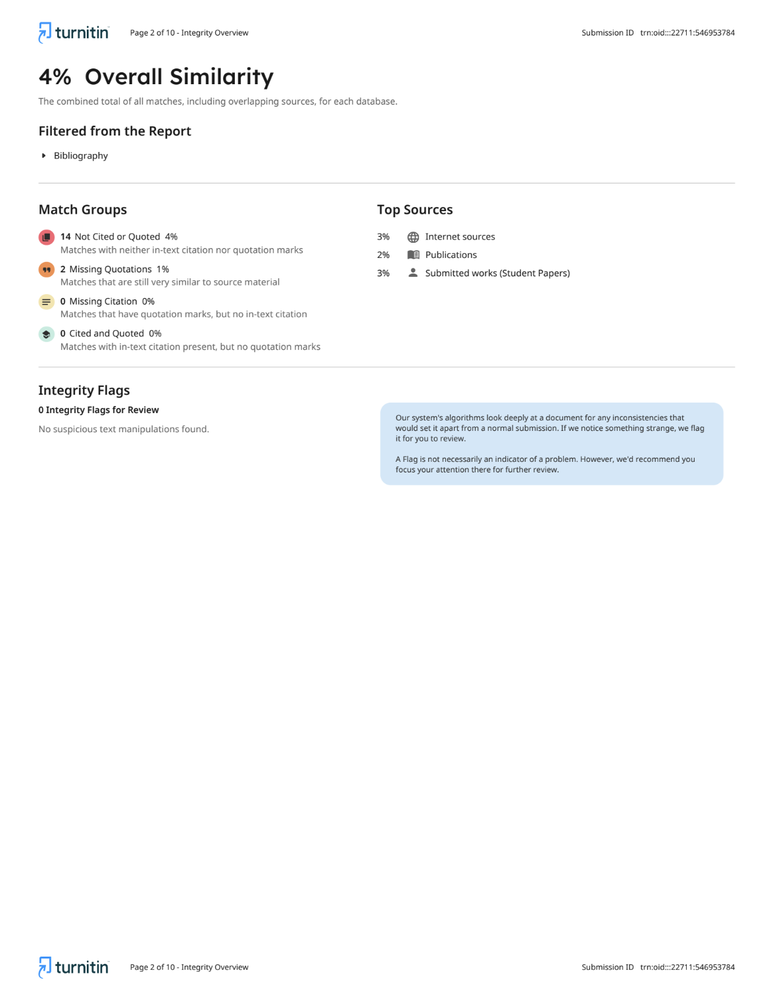 turnitin Page 2 of 10 - Integrity Overview Submission ID trn:oid:::22711:546953784
4% Overall Similarity
The combined total of all matches, including overlapping sources, for each database.
Filtered from the Report
Bibliography
Match Groups
14 Not Cited or Quoted 4%
Matches with neither in-text citation nor quotation marks
2 Missing Quotations 1%
Matches that are still very similar to source material
0 Missing Citation 0%
Matches that have quotation marks, but no in-text citation
0 Cited and Quoted 0%
Matches with in-text citation present, but no quotation marks
Top Sources
3% Internet sources
2% Publications
3% Submitted works (Student Papers)
Integrity Flags
0 Integrity Flags for Review
No suspicious text manipulations found.
Our system's algorithms look deeply at a document for any inconsistencies that
would set it apart from a normal submission. If we notice something strange, we flag
it for you to review.
A Flag is not necessarily an indicator of a problem. However, we'd recommend you
focus your attention there for further review.
turnitin Page 2 of 10 - Integrity Overview Submission ID trn:oid:::22711:546953784